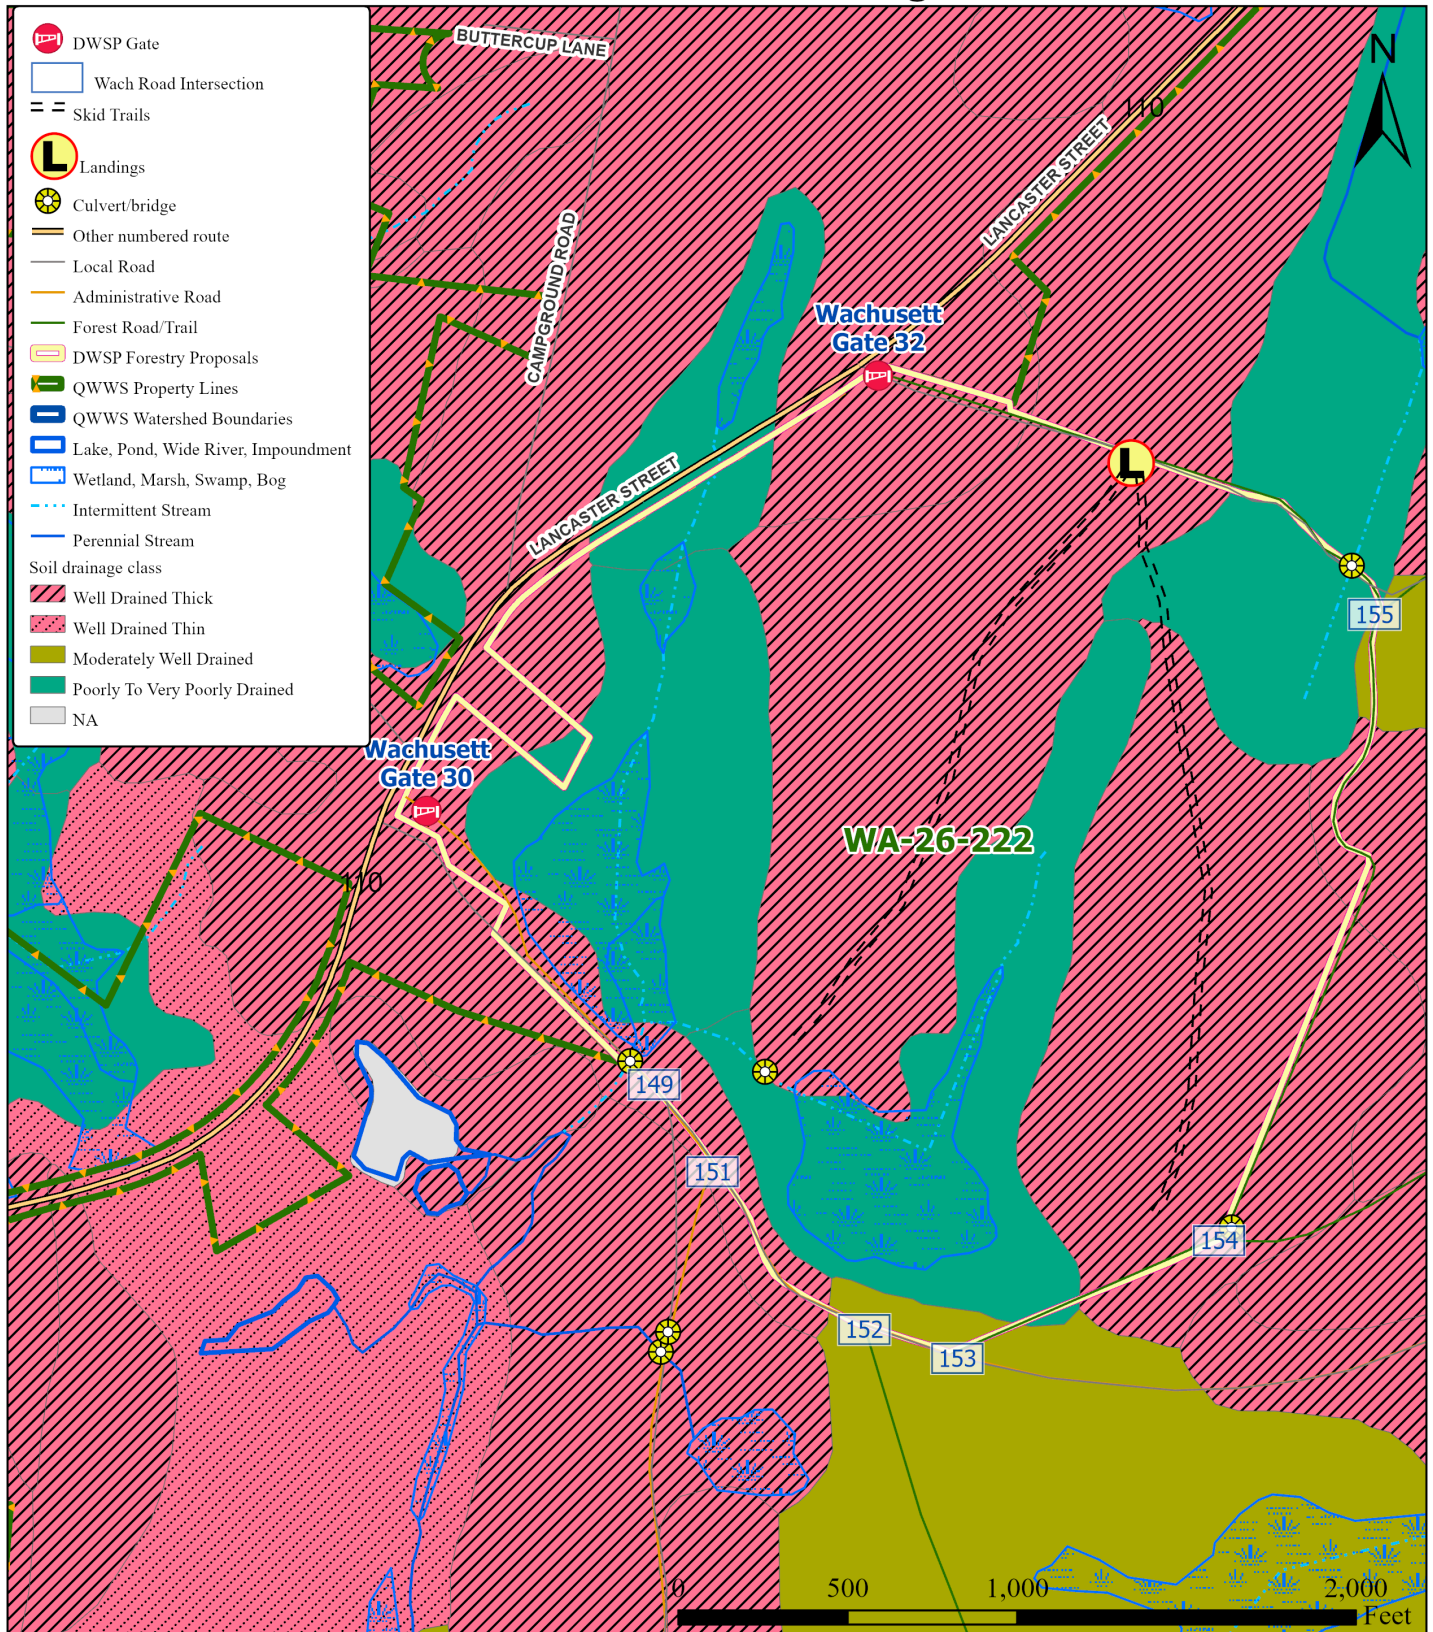 DWSP Gate
Wach Road Intersection
Skid Trails
L
Landings
Culvert/bridge
Other numbered route
Local Road
Administrative Road
Forest Road/Trail
DWSP Forestry Proposals
QWWS Property Lines
QWWS Watershed Boundaries
Lake, Pond, Wide River, Impoundment
Wetland, Marsh, Swamp, Bog
Intermittent Stream
Perennial Stream
Soil drainage class
Well Drained Thick
Well Drained Thin
Moderately Well Drained
Poorly To Very Poorly Drained
NA
BUTTERCUP LANE
N
110
LANCASTER STREET
CAMPGROUND ROAD
Wachusett
Gate 32
L
LANCASTER STREET
155
Wachusett
Gate 30
WA-26-222
110
149
151
154
152
153
0
500
1,000
2,000
Feet